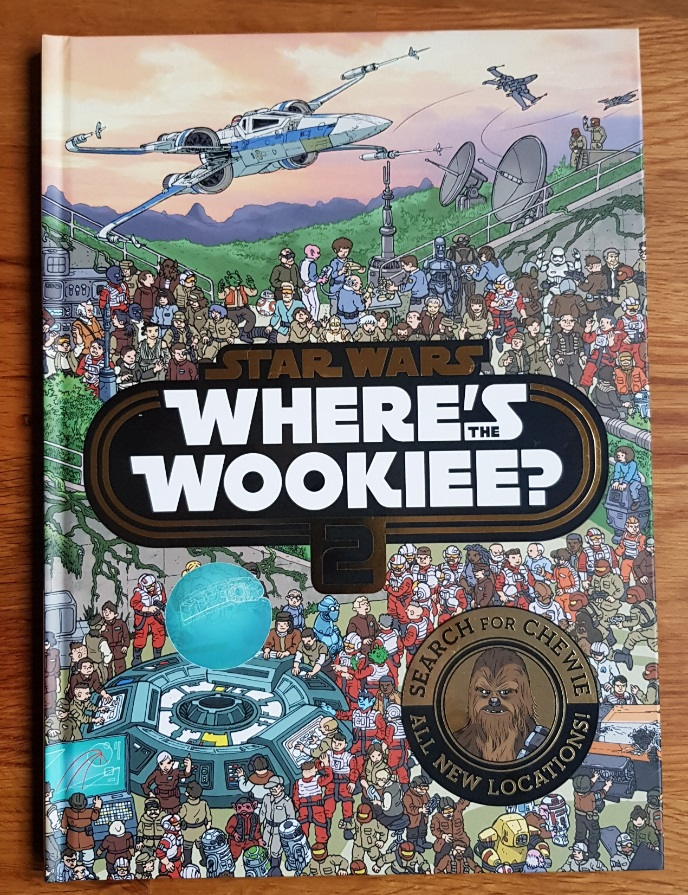 STAR WARS
WHERE'S
THE
WOOKIEE?
2
SEARCH FOR CHEWIE
ALL NEW LOCATIONS!